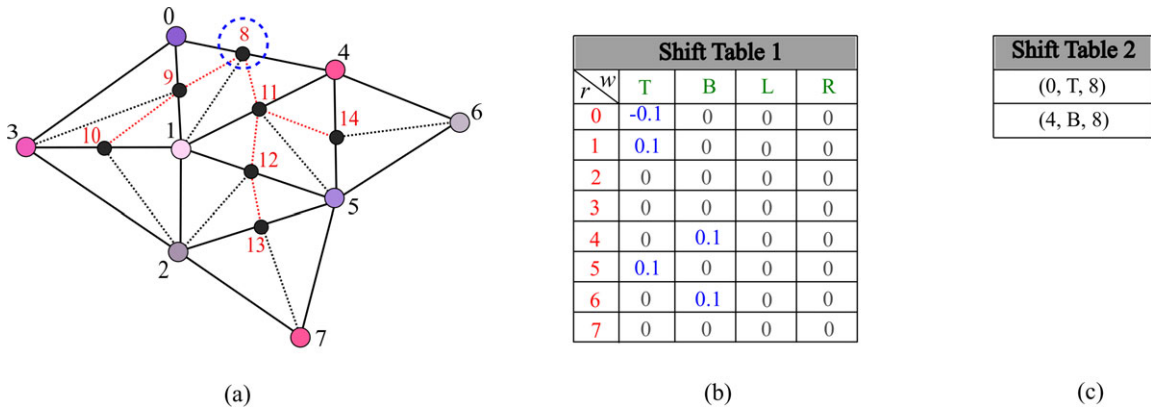 0
8
4
9
11
6
3
10
1
14
12
5
2
13
7
(a)
Shift Table 1
r w T B L R
0 -0.1 0 0 0
1 0.1 0 0 0
2 0 0 0 0
3 0 0 0 0
4 0 0.1 0 0
5 0.1 0 0 0
6 0 0.1 0 0
7 0 0 0 0
(b)
Shift Table 2
(0, T, 8)
(4, B, 8)
(c)